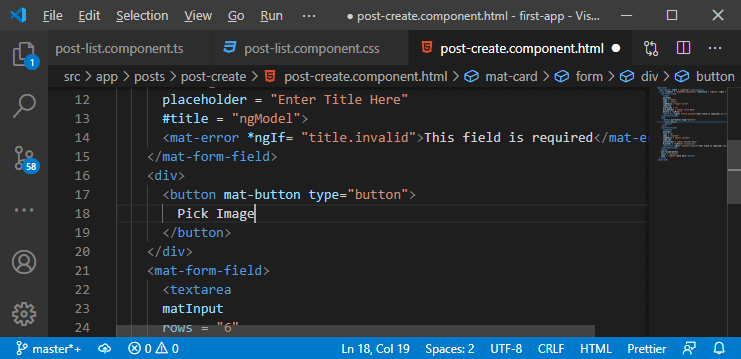 File Edit Selection View Go Run ··· ● post-create.component.html - first-app - Vis...
post-list.component.ts post-list.component.css post-create.component.html ● ···
src > app > posts > post-create > post-create.component.html > mat-card > form > div > button
1
58
12 placeholder = "Enter Title Here"
13 #title = "ngModel">
14 <mat-error *ngIf= "title.invalid">This field is required</mat-er
15 </mat-form-field>
16 <div>
17 <button mat-button type="button">
18 Pick Image
19 </button>
20 </div>
21 <mat-form-field>
22 <textarea
23 matInput
24 rows = "6"
master*+ 0 0 Ln 18, Col 19 Spaces: 2 UTF-8 CRLF HTML Prettier